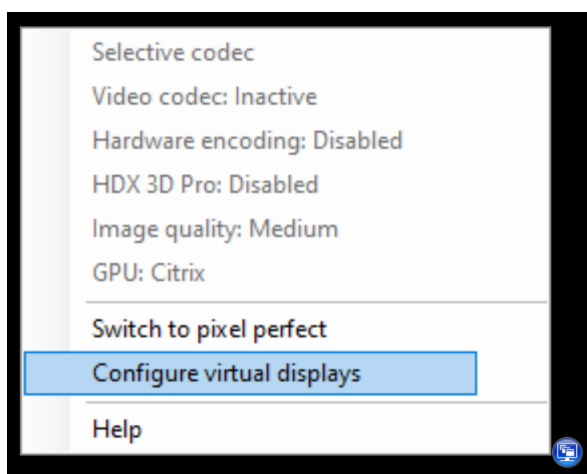 Selective codec
Video codec: Inactive
Hardware encoding: Disabled
HDX 3D Pro: Disabled
Image quality: Medium
GPU: Citrix
Switch to pixel perfect
Configure virtual displays
Help